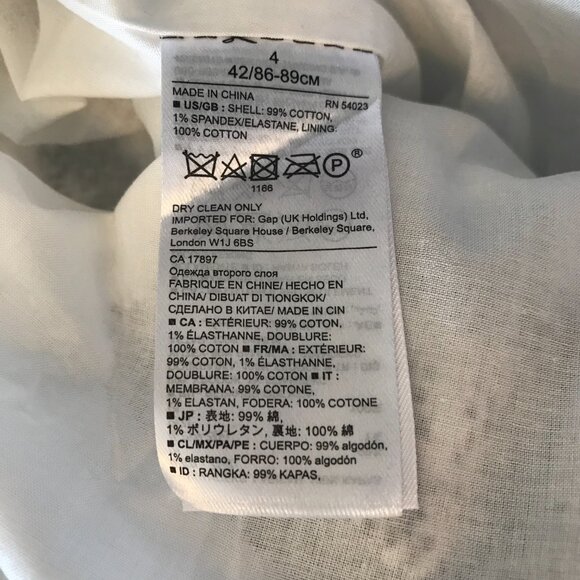 4
42/86-89CM
MADE IN CHINA RN 54023
■ US/GB : SHELL: 99% COTTON,
1% SPANDEX/ELASTANE, LINING:
100% COTTON
P ®
1166
DRY CLEAN ONLY
IMPORTED FOR: Gap (UK Holdings) Ltd,
Berkeley Square House / Berkeley Square,
London W1J 6BS
CA 17897
Одежда второго слоя
FABRIQUE EN CHINE/ HECHO EN
CHINA/ DIBUAT DI TIONGKOK/
СДЕЛАНО В КИТАЕ/ MADE IN CIN
■ CA : EXTÉRIEUR: 99% COTON,
1% ÉLASTHANNE, DOUBLURE:
100% COTON ■ FR/MA : EXTÉRIEUR:
99% COTON, 1% ÉLASTHANNE,
DOUBLURE: 100% COTON ■ IT :
MEMBRANA: 99% COTONE,
1% ELASTAN, FODERA: 100% COTONE
■ JP : 表地: 99% 綿,
1% ポリウレタン, 裏地: 100% 綿
■ CL/MX/PA/PE : CUERPO: 99% algodón,
1% elastano, FORRO: 100% algodón
■ ID : RANGKA: 99% KAPAS,